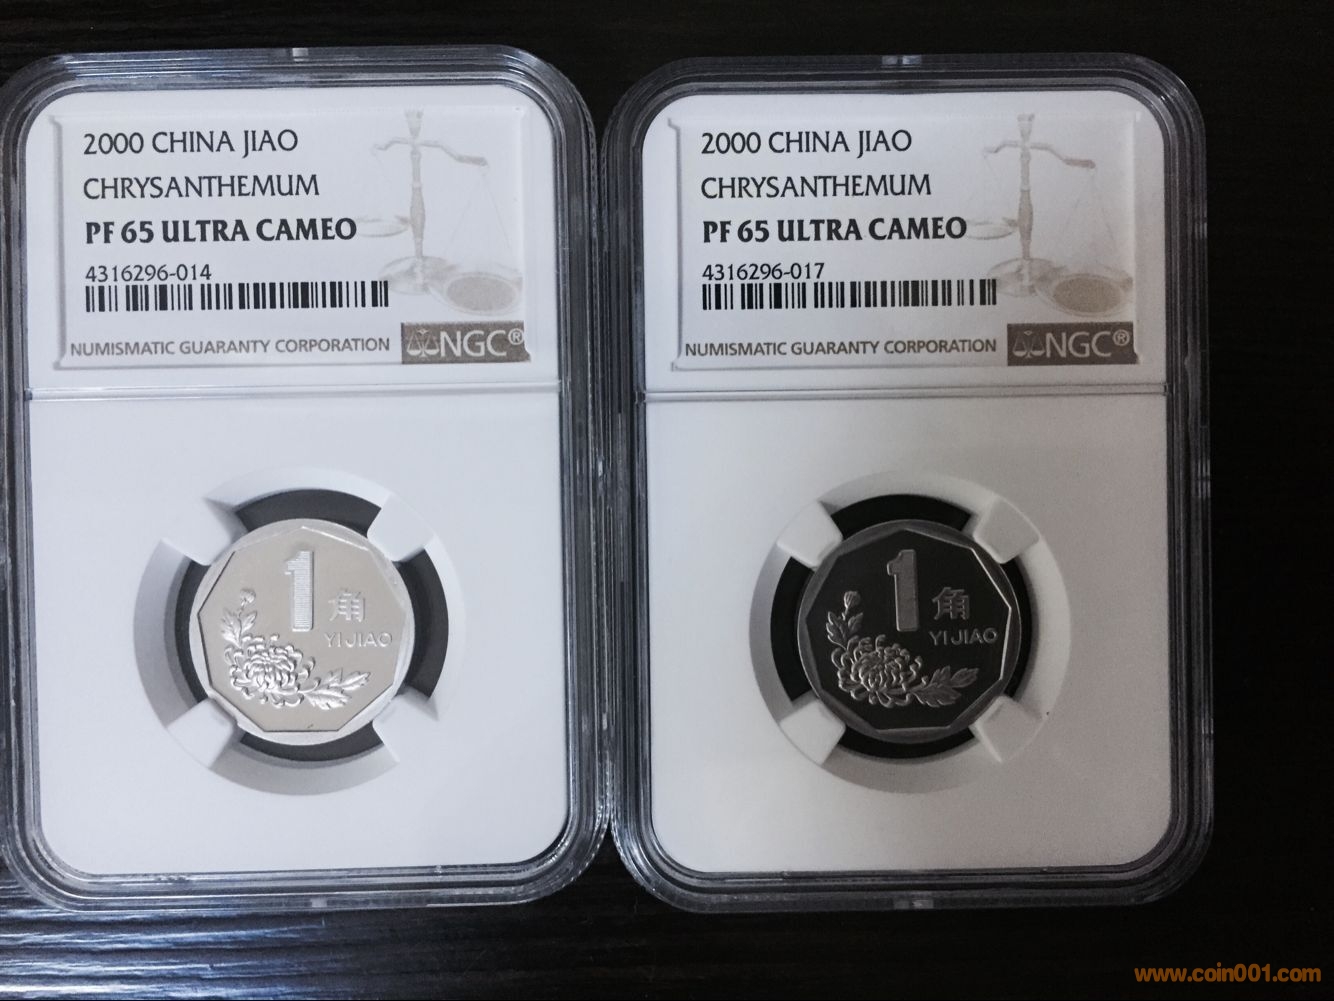 2000 CHINA JIAO
CHRYSANTHEMUM
PF 65 ULTRA CAMEO
4316296-014
NUMISMATIC GUARANTY CORPORATION NGC®
1角
YI JIAO
2000 CHINA JIAO
CHRYSANTHEMUM
PF 65 ULTRA CAMEO
4316296-017
NUMISMATIC GUARANTY CORPORATION NGC®
1角
YI JIAO
www.coin001.com